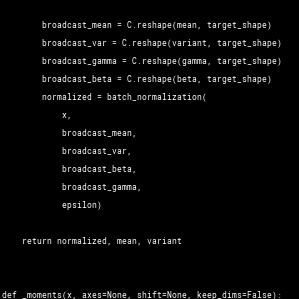 broadcast_mean = C.reshape(mean, target_shape)
broadcast_var = C.reshape(variant, target_shape)
broadcast_gamma = C.reshape(gamma, target_shape)
broadcast_beta = C.reshape(beta, target_shape)
normalized = batch_normalization(
x,
broadcast_mean,
broadcast_var,
broadcast_beta,
broadcast_gamma,
epsilon)
return normalized, mean, variant
def _moments(x, axes=None, shift=None, keep_dims=False):